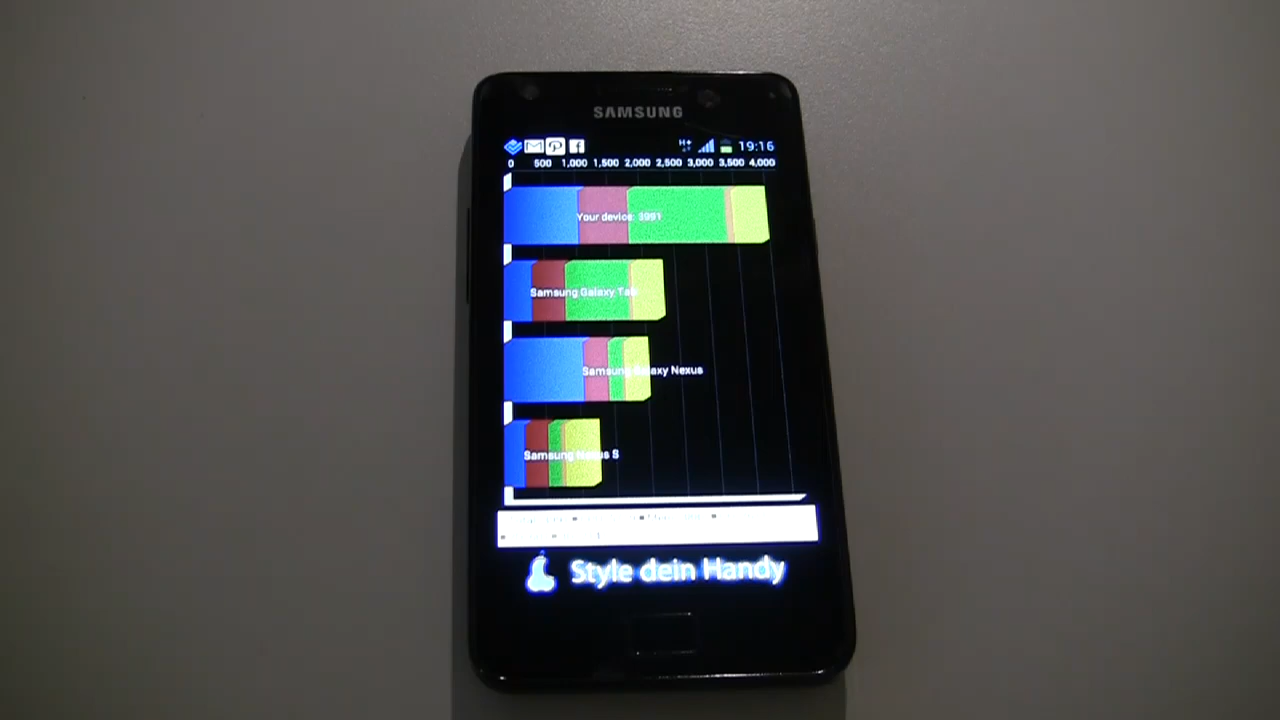 SAMSUNG
H+ 19:16
0 500 1,000 1,500 2,000 2,500 3,000 3,500 4,000
Your device: 3991
Samsung Galaxy Tab
Samsung Galaxy Nexus
Samsung Nexus S
Style dein Handy